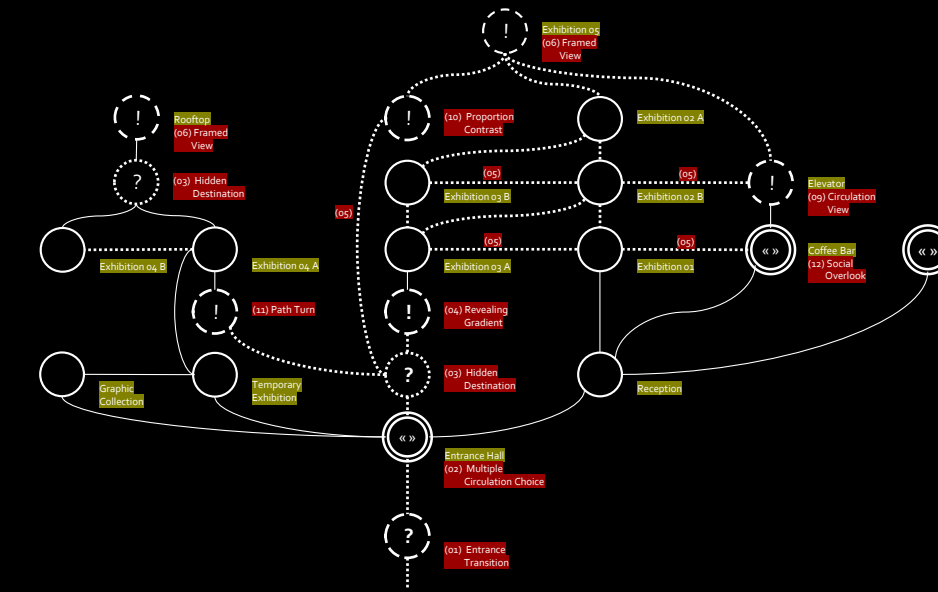 !
Exhibition 05
(06) Framed
View
!
Rooftop
(06) Framed
View
!
(10) Proportion
Contrast
Exhibition 02 A
?
(03) Hidden
Destination
(05)
Exhibition 03 B
(05)
Exhibition 02 B
!
Elevator
(09) Circulation
View
(05)
Exhibition 04 B
Exhibition 04 A
(05)
Exhibition 03 A
(05)
Exhibition 01
« »
Coffee Bar
(12) Social
Overlook
« »
!
(11) Path Turn
!
(04) Revealing
Gradient
Graphic
Collection
Temporary
Exhibition
?
(03) Hidden
Destination
Reception
« »
Entrance Hall
(02) Multiple
Circulation Choice
?
(01) Entrance
Transition